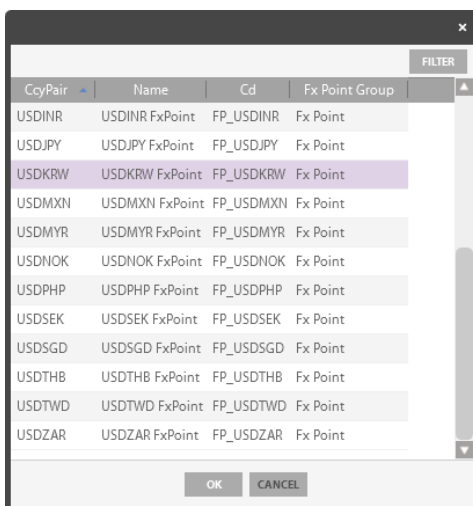 ×
FILTER
CcyPair Name Cd Fx Point Group
USDINR USDINR FxPoint FP_USDINR Fx Point
USDJPY USDJPY FxPoint FP_USDJPY Fx Point
USDKRW USDKRW FxPoint FP_USDKRW Fx Point
USDMXN USDMXN FxPoint FP_USDMXN Fx Point
USDMYR USDMYR FxPoint FP_USDMYR Fx Point
USDNOK USDNOK FxPoint FP_USDNOK Fx Point
USDPHP USDPHP FxPoint FP_USDPHP Fx Point
USDSEK USDSEK FxPoint FP_USDSEK Fx Point
USDSGD USDSGD FxPoint FP_USDSGD Fx Point
USDTHB USDTHB FxPoint FP_USDTHB Fx Point
USDTWD USDTWD FxPoint FP_USDTWD Fx Point
USDZAR USDZAR FxPoint FP_USDZAR Fx Point
OK CANCEL